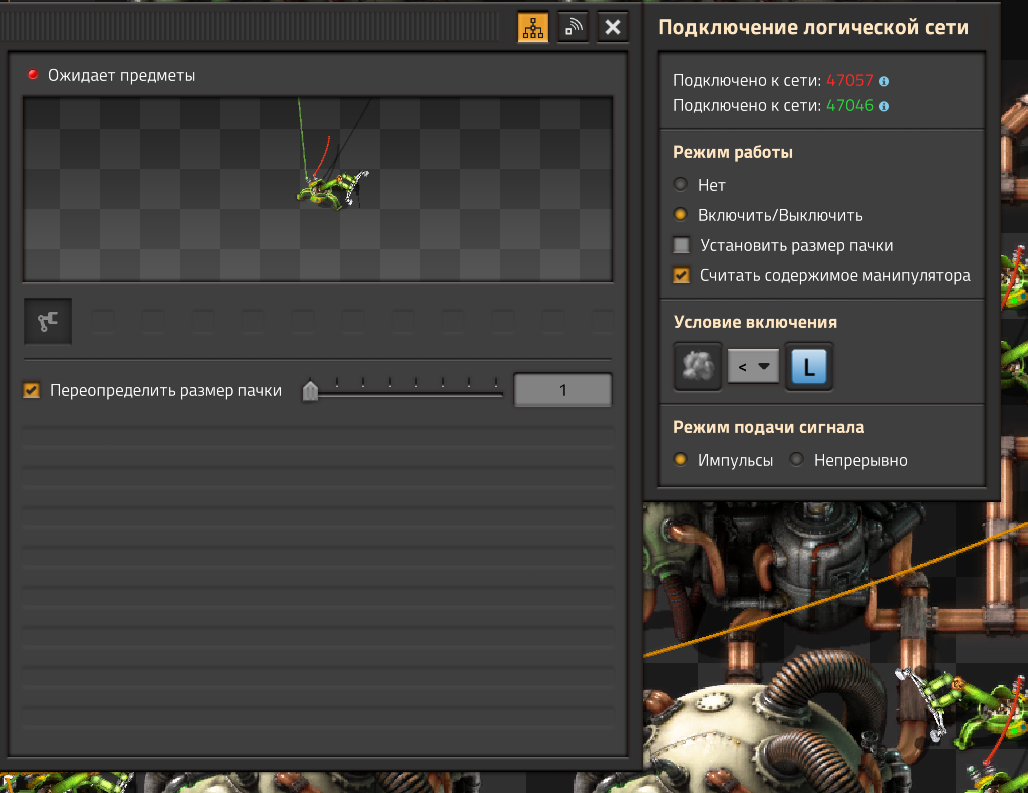 Подключение логической сети
Ожидает предметы
Подключено к сети: 47057
Подключено к сети: 47046
Режим работы
Нет
Включить/Выключить
Установить размер пачки
Считать содержимое манипулятора
Условие включения
< L
Переопределить размер пачки 1
Режим подачи сигнала
Импульсы Непрерывно